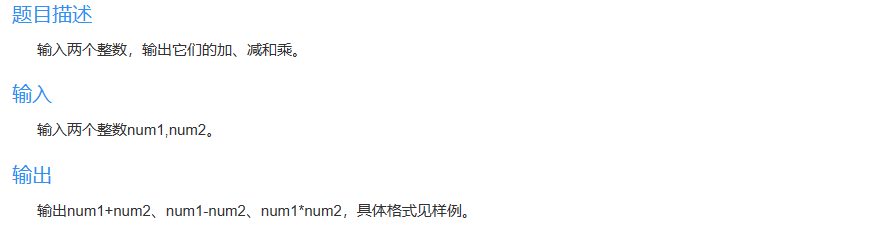 题目描述
输入两个整数，输出它们的加、减和乘。
输入
输入两个整数num1,num2。
输出
输出num1+num2、num1-num2、num1*num2，具体格式见样例。